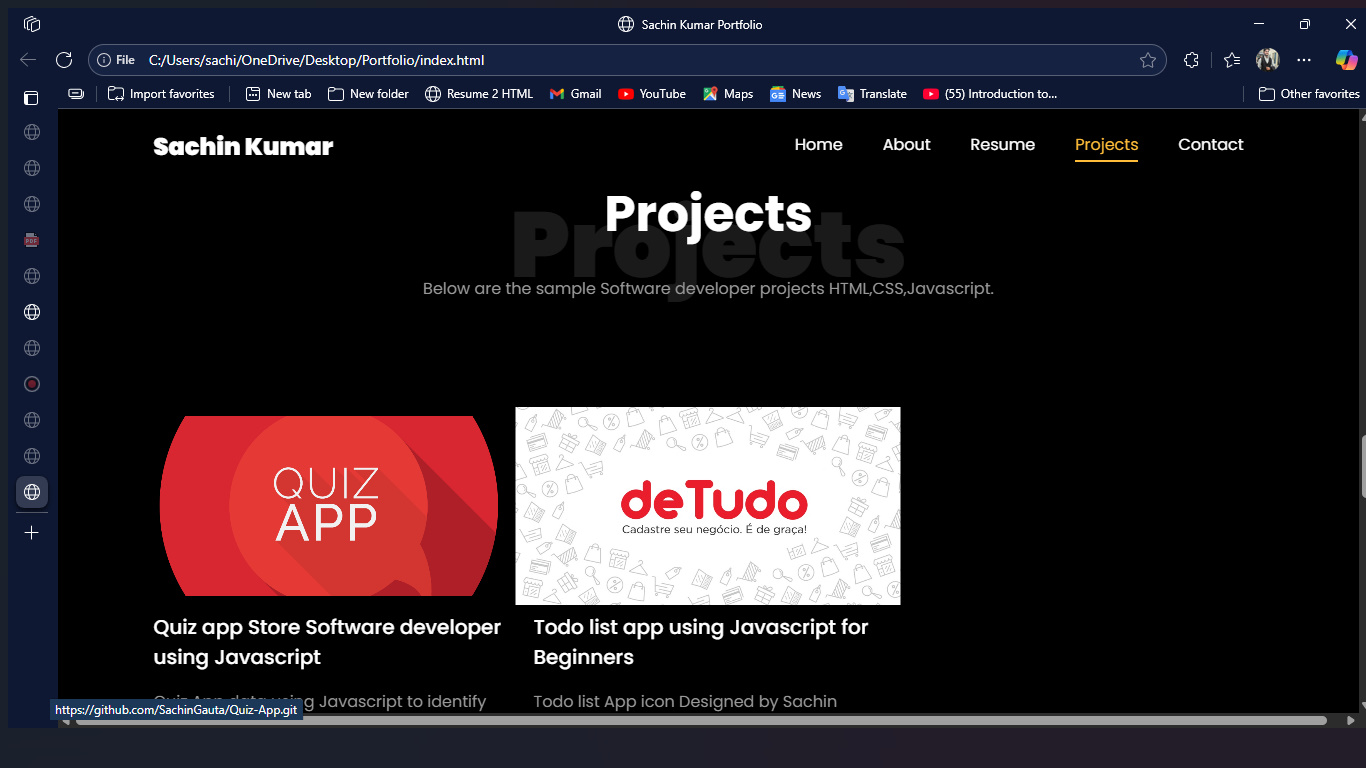 Sachin Kumar Portfolio
File C:/Users/sachi/OneDrive/Desktop/Portfolio/index.html
Import favorites New tab New folder Resume 2 HTML Gmail YouTube Maps News Translate (55) Introduction to... Other favorites
PDF
Sachin Kumar
Home About Resume Projects Contact
Projects
Projects
Below are the sample Software developer projects HTML,CSS,Javascript.
QUIZ
APP
deTudo
Cadastre seu negócio. É de graça!
Quiz app Store Software developer
using Javascript
Todo list app using Javascript for
Beginners
Quiz App data using Javascript to identify
Todo list App icon Designed by Sachin
https://github.com/SachinGauta/Quiz-App.git